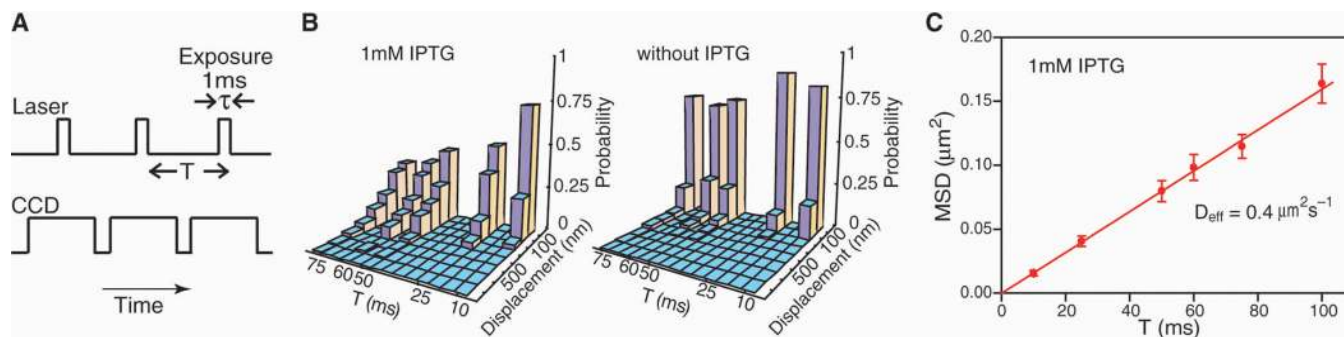 A
Exposure
1ms
τ
Laser
T
CCD
Time
B
1mM IPTG
1
0.75
0.5
0.25
0
Probability
100
500
Displacement (nm)
75
60
50
25
10
T (ms)
without IPTG
1
0.75
0.5
0.25
0
Probability
100
500
Displacement (nm)
75
60
50
25
10
T (ms)
C
0.20
0.15
0.10
0.05
0.00
MSD (μm²)
1mM IPTG
D_eff = 0.4 μm²s⁻¹
0
20
40
60
80
100
T (ms)